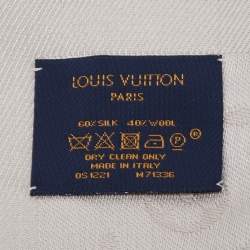 LOUIS VUITTON
PARIS
60% SILK 40% WOOL
DRY CLEAN ONLY
MADE IN ITALY
DS1221 M71336